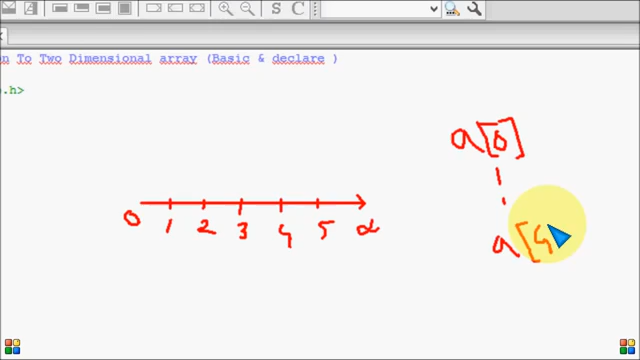 n To Two Dimensional array (Basic & declare )
.h>
a[0]
0 1 2 3 4 5 α
a[4